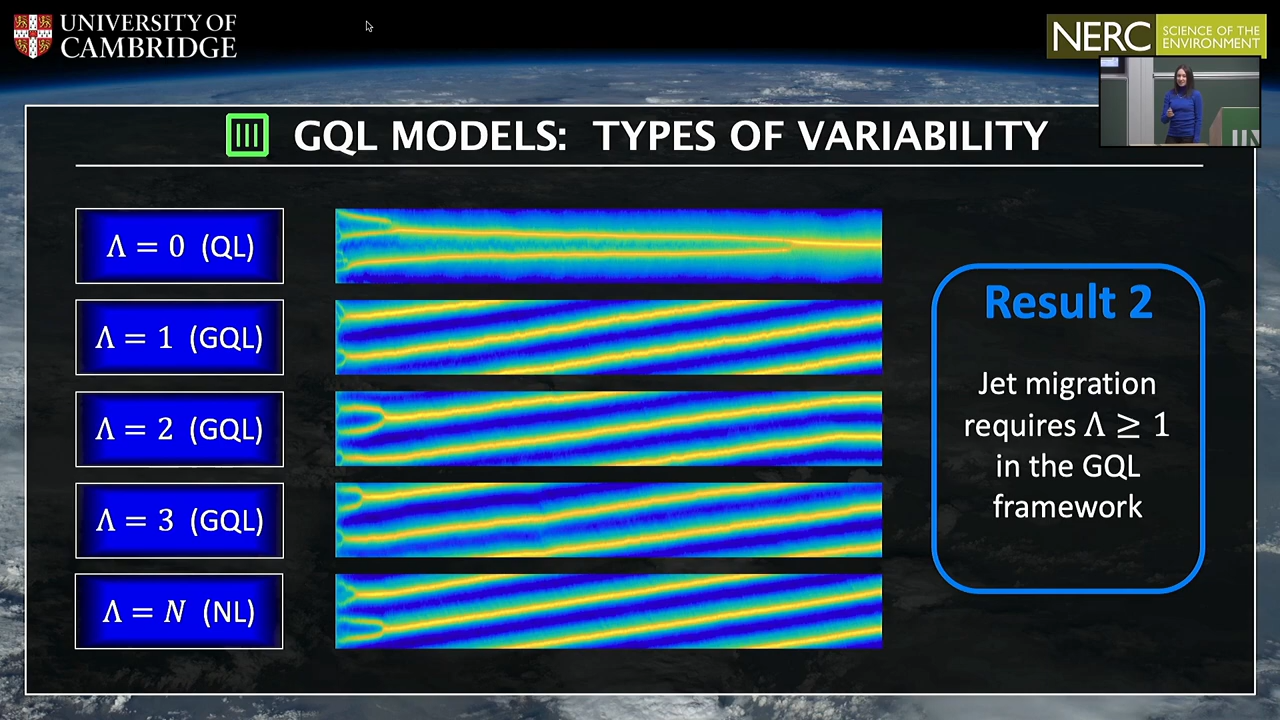 UNIVERSITY OF
CAMBRIDGE
NERC
SCIENCE OF THE
ENVIRONMENT
III GQL MODELS: TYPES OF VARIABILITY
Λ = 0 (QL)
Λ = 1 (GQL)
Λ = 2 (GQL)
Λ = 3 (GQL)
Λ = N (NL)
Result 2
Jet migration
requires Λ ≥ 1
in the GQL
framework